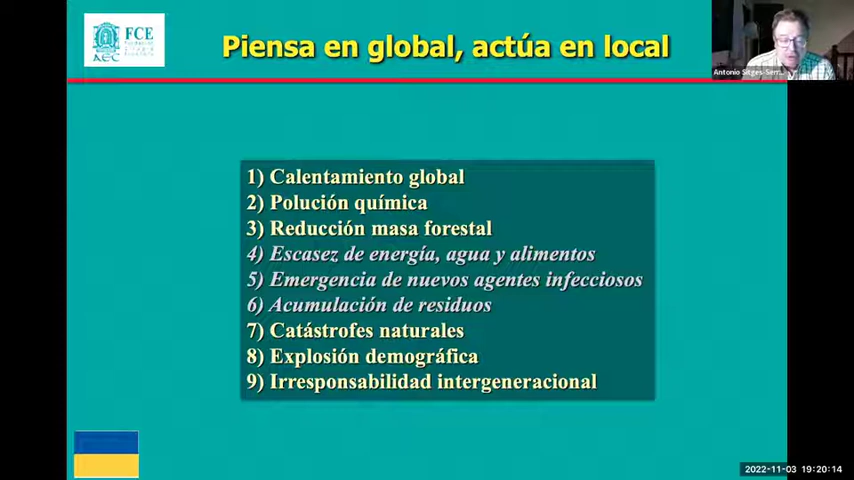 FCE
AEC
Piensa en global, actúa en local
Antonio Sitges-Serr...
1) Calentamiento global
2) Polución química
3) Reducción masa forestal
4) Escasez de energía, agua y alimentos
5) Emergencia de nuevos agentes infecciosos
6) Acumulación de residuos
7) Catástrofes naturales
8) Explosión demográfica
9) Irresponsabilidad intergeneracional
2022-11-03 19:20:14